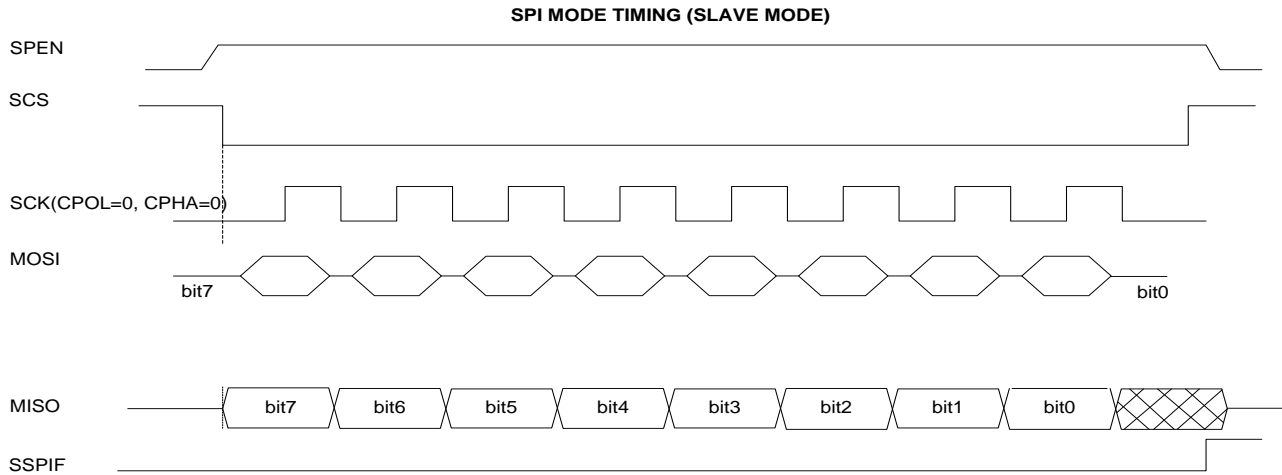 SPI MODE TIMING (SLAVE MODE)
SPEN
SCS
SCK(CPOL=0, CPHA=0)
MOSI
bit7 bit0
MISO bit7 bit6 bit5 bit4 bit3 bit2 bit1 bit0
SSPIF